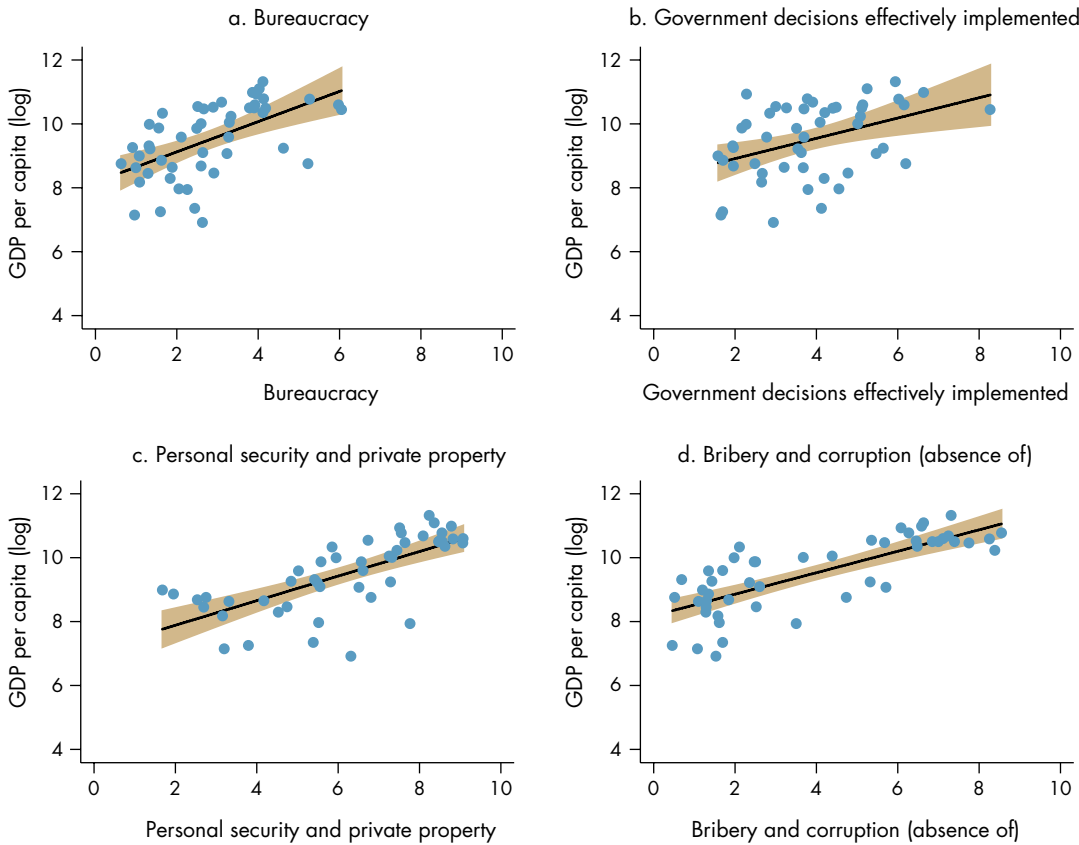 a. Bureaucracy
12
10
8
6
4
GDP per capita (log)
0 2 4 6 8 10
Bureaucracy
b. Government decisions effectively implemented
12
10
8
6
4
GDP per capita (log)
0 2 4 6 8 10
Government decisions effectively implemented
c. Personal security and private property
12
10
8
6
4
GDP per capita (log)
0 2 4 6 8 10
Personal security and private property
d. Bribery and corruption (absence of)
12
10
8
6
4
GDP per capita (log)
0 2 4 6 8 10
Bribery and corruption (absence of)